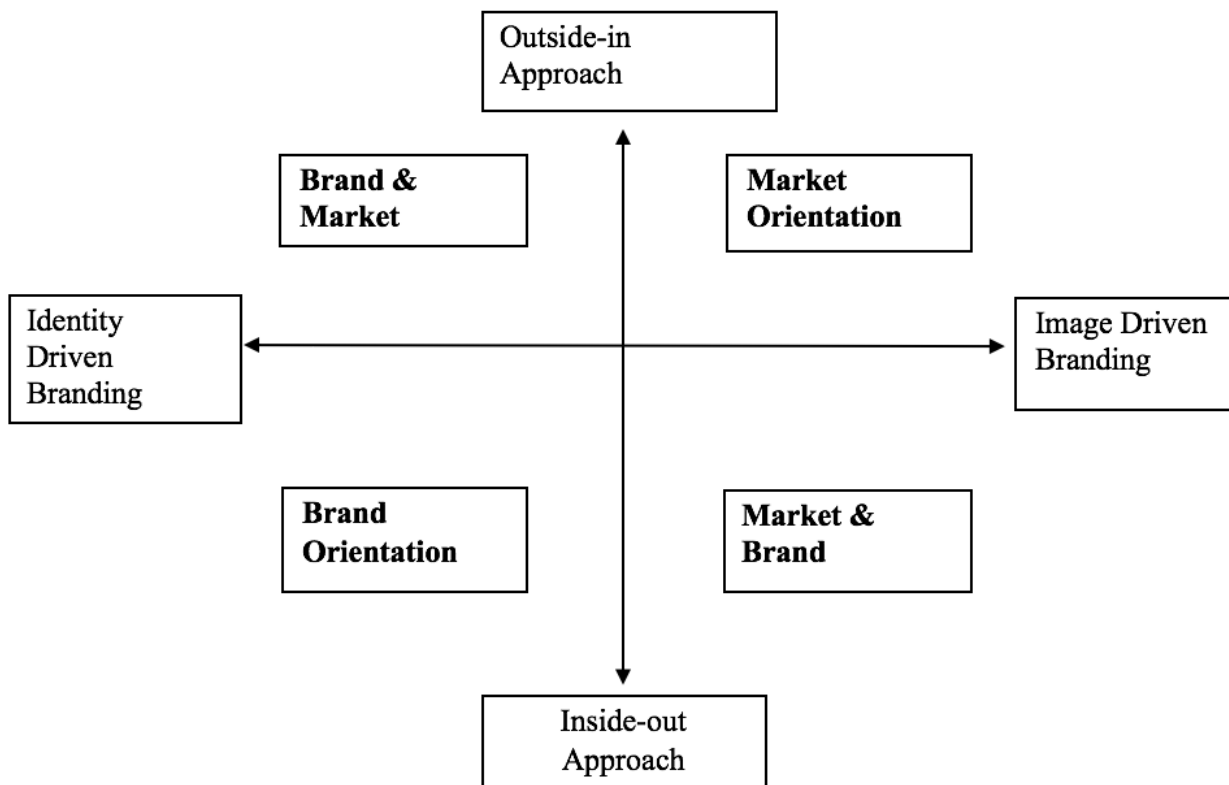 Outside-in
Approach
Brand &
Market
Market
Orientation
Identity
Driven
Branding
Image Driven
Branding
Brand
Orientation
Market &
Brand
Inside-out
Approach